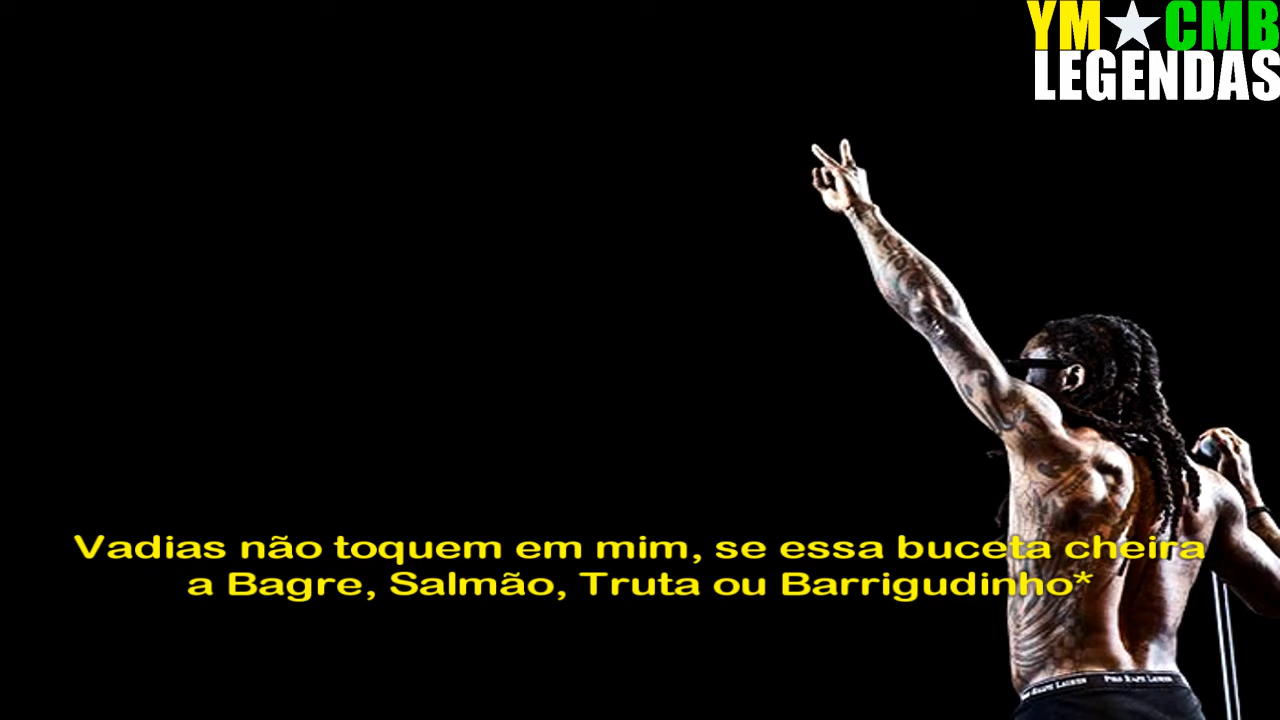 YM★CMB
LEGENDAS
Vadias não toquem em mim, se essa buceta cheira
a Bagre, Salmão, Truta ou Barrigudinho*